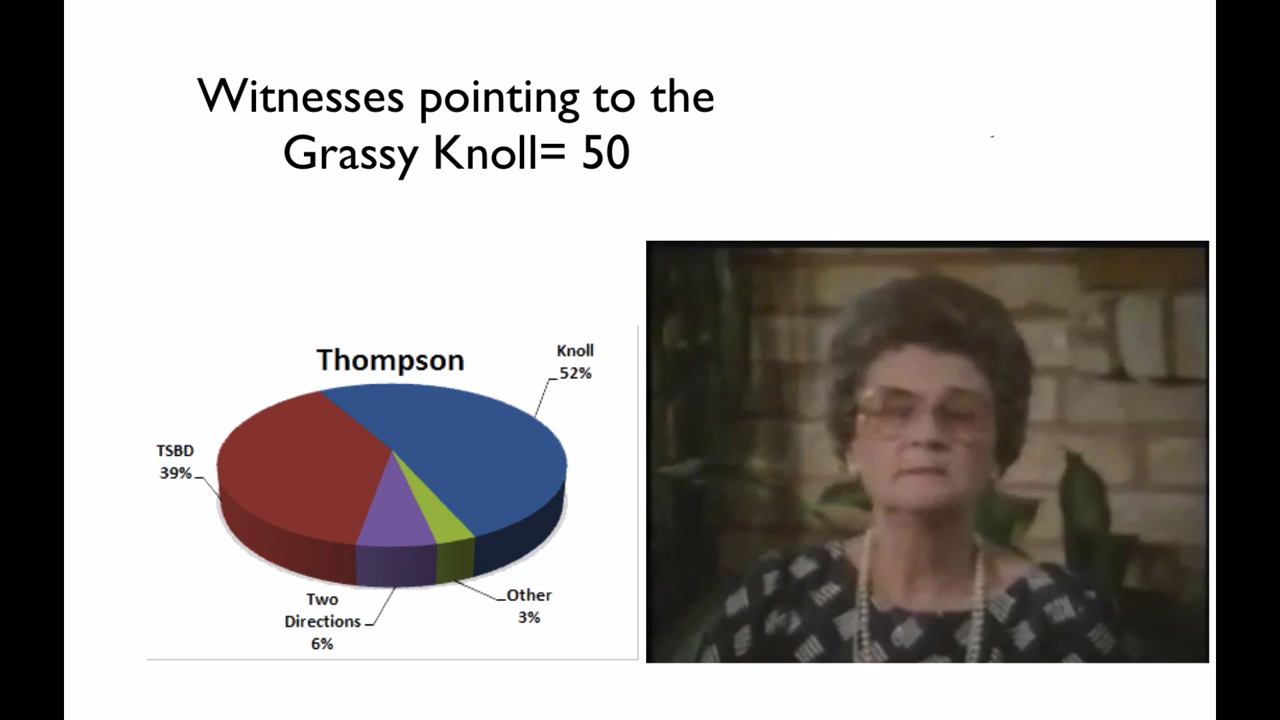 Witnesses pointing to the
Grassy Knoll= 50
Thompson
Knoll
52%
TSBD
39%
Two
Directions
6%
Other
3%